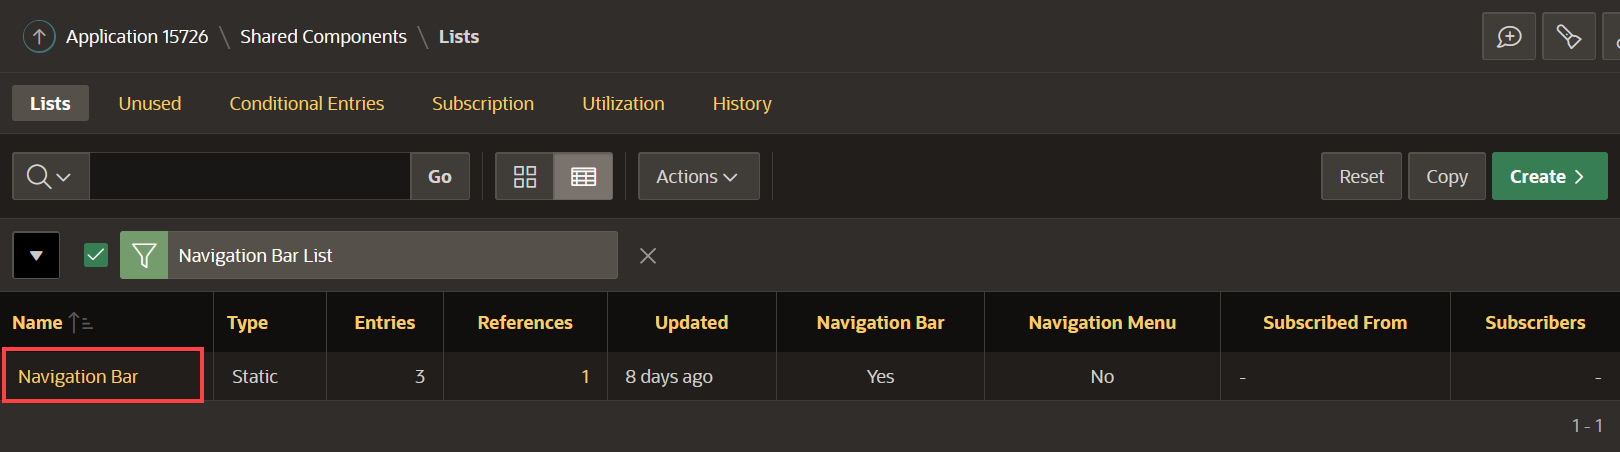 Application 15726 \ Shared Components \ Lists
Lists Unused Conditional Entries Subscription Utilization History
Go Actions Reset Copy Create
Navigation Bar List
Name Type Entries References Updated Navigation Bar Navigation Menu Subscribed From Subscribers
Navigation Bar Static 3 1 8 days ago Yes No - -
1 - 1